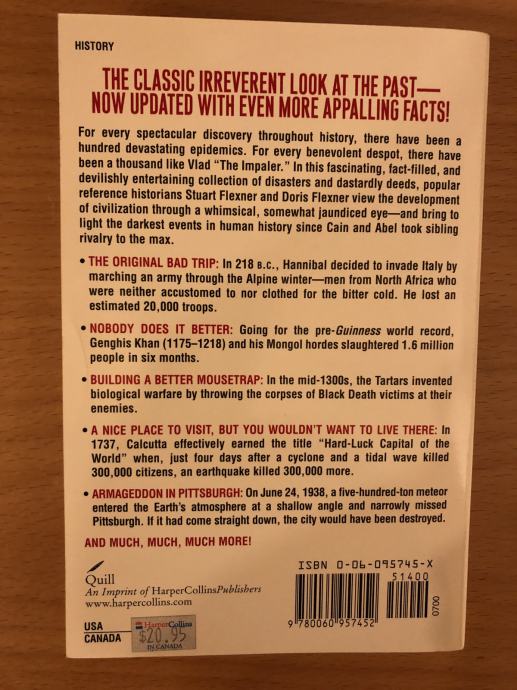 HISTORY
THE CLASSIC IRREVERENT LOOK AT THE PAST—
NOW UPDATED WITH EVEN MORE APPALLING FACTS!
For every spectacular discovery throughout history, there have been a
hundred devastating epidemics. For every benevolent despot, there have
been a thousand like Vlad "The Impaler." In this fascinating, fact-filled, and
devilishly entertaining collection of disasters and dastardly deeds, popular
reference historians Stuart Flexner and Doris Flexner view the development
of civilization through a whimsical, somewhat jaundiced eye—and bring to
light the darkest events in human history since Cain and Abel took sibling
rivalry to the max.
• THE ORIGINAL BAD TRIP: In 218 B.C., Hannibal decided to invade Italy by
marching an army through the Alpine winter—men from North Africa who
were neither accustomed to nor clothed for the bitter cold. He lost an
estimated 20,000 troops.
• NOBODY DOES IT BETTER: Going for the pre-Guinness world record,
Genghis Khan (1175–1218) and his Mongol hordes slaughtered 1.6 million
people in six months.
• BUILDING A BETTER MOUSETRAP: In the mid-1300s, the Tartars invented
biological warfare by throwing the corpses of Black Death victims at their
enemies.
• A NICE PLACE TO VISIT, BUT YOU WOULDN'T WANT TO LIVE THERE: In
1737, Calcutta effectively earned the title "Hard-Luck Capital of the
World" when, just four days after a cyclone and a tidal wave killed
300,000 citizens, an earthquake killed 300,000 more.
• ARMAGEDDON IN PITTSBURGH: On June 24, 1938, a five-hundred-ton meteor
entered the Earth's atmosphere at a shallow angle and narrowly missed
Pittsburgh. If it had come straight down, the city would have been destroyed.
AND MUCH, MUCH, MUCH MORE!
Quill
An Imprint of HarperCollinsPublishers
www.harpercollins.com
USA
CANADA
HarperCollins
$20.95
IN CANADA
ISBN 0-06-095745-X
51400
9 780060 957452
0700